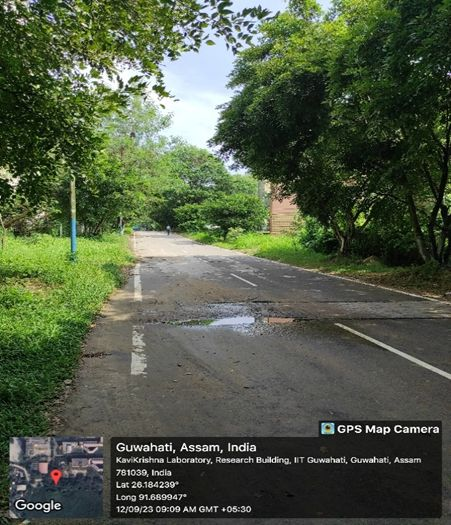 GPS Map Camera
Guwahati, Assam, India
KaviKrishna Laboratory, Research Building, IIT Guwahati, Guwahati, Assam
781039, India
Lat 26.184239°
Long 91.689947°
12/09/23 09:09 AM GMT +05:30
Google